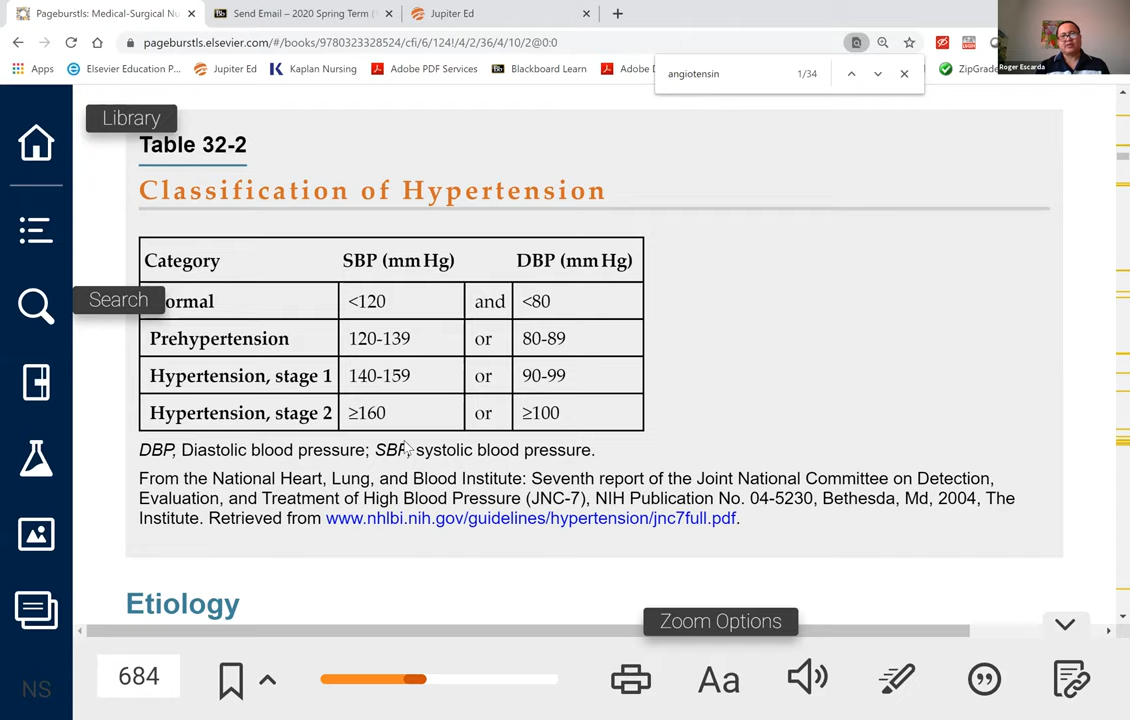 Pageburstls: Medical-Surgical Nu
Send Email – 2020 Spring Term (
Jupiter Ed
pageburstls.elsevier.com/#/books/9780323328524/cfi/6/124!/4/2/36/4/10/2@0:0
Roger Escarda
Apps
Elsevier Education P...
Jupiter Ed
Kaplan Nursing
Adobe PDF Services
Blackboard Learn
Adobe D
angiotensin
1/34
ZipGrade
Library
Table 32-2
Classification of Hypertension
Category SBP (mm Hg) DBP (mm Hg)
ormal <120 and <80
Search
Prehypertension 120-139 or 80-89
Hypertension, stage 1 140-159 or 90-99
Hypertension, stage 2 ≥160 or ≥100
DBP, Diastolic blood pressure; SBP, systolic blood pressure.
From the National Heart, Lung, and Blood Institute: Seventh report of the Joint National Committee on Detection,
Evaluation, and Treatment of High Blood Pressure (JNC-7), NIH Publication No. 04-5230, Bethesda, Md, 2004, The
Institute. Retrieved from www.nhlbi.nih.gov/guidelines/hypertension/jnc7full.pdf.
Etiology
Zoom Options
NS
684
Aa